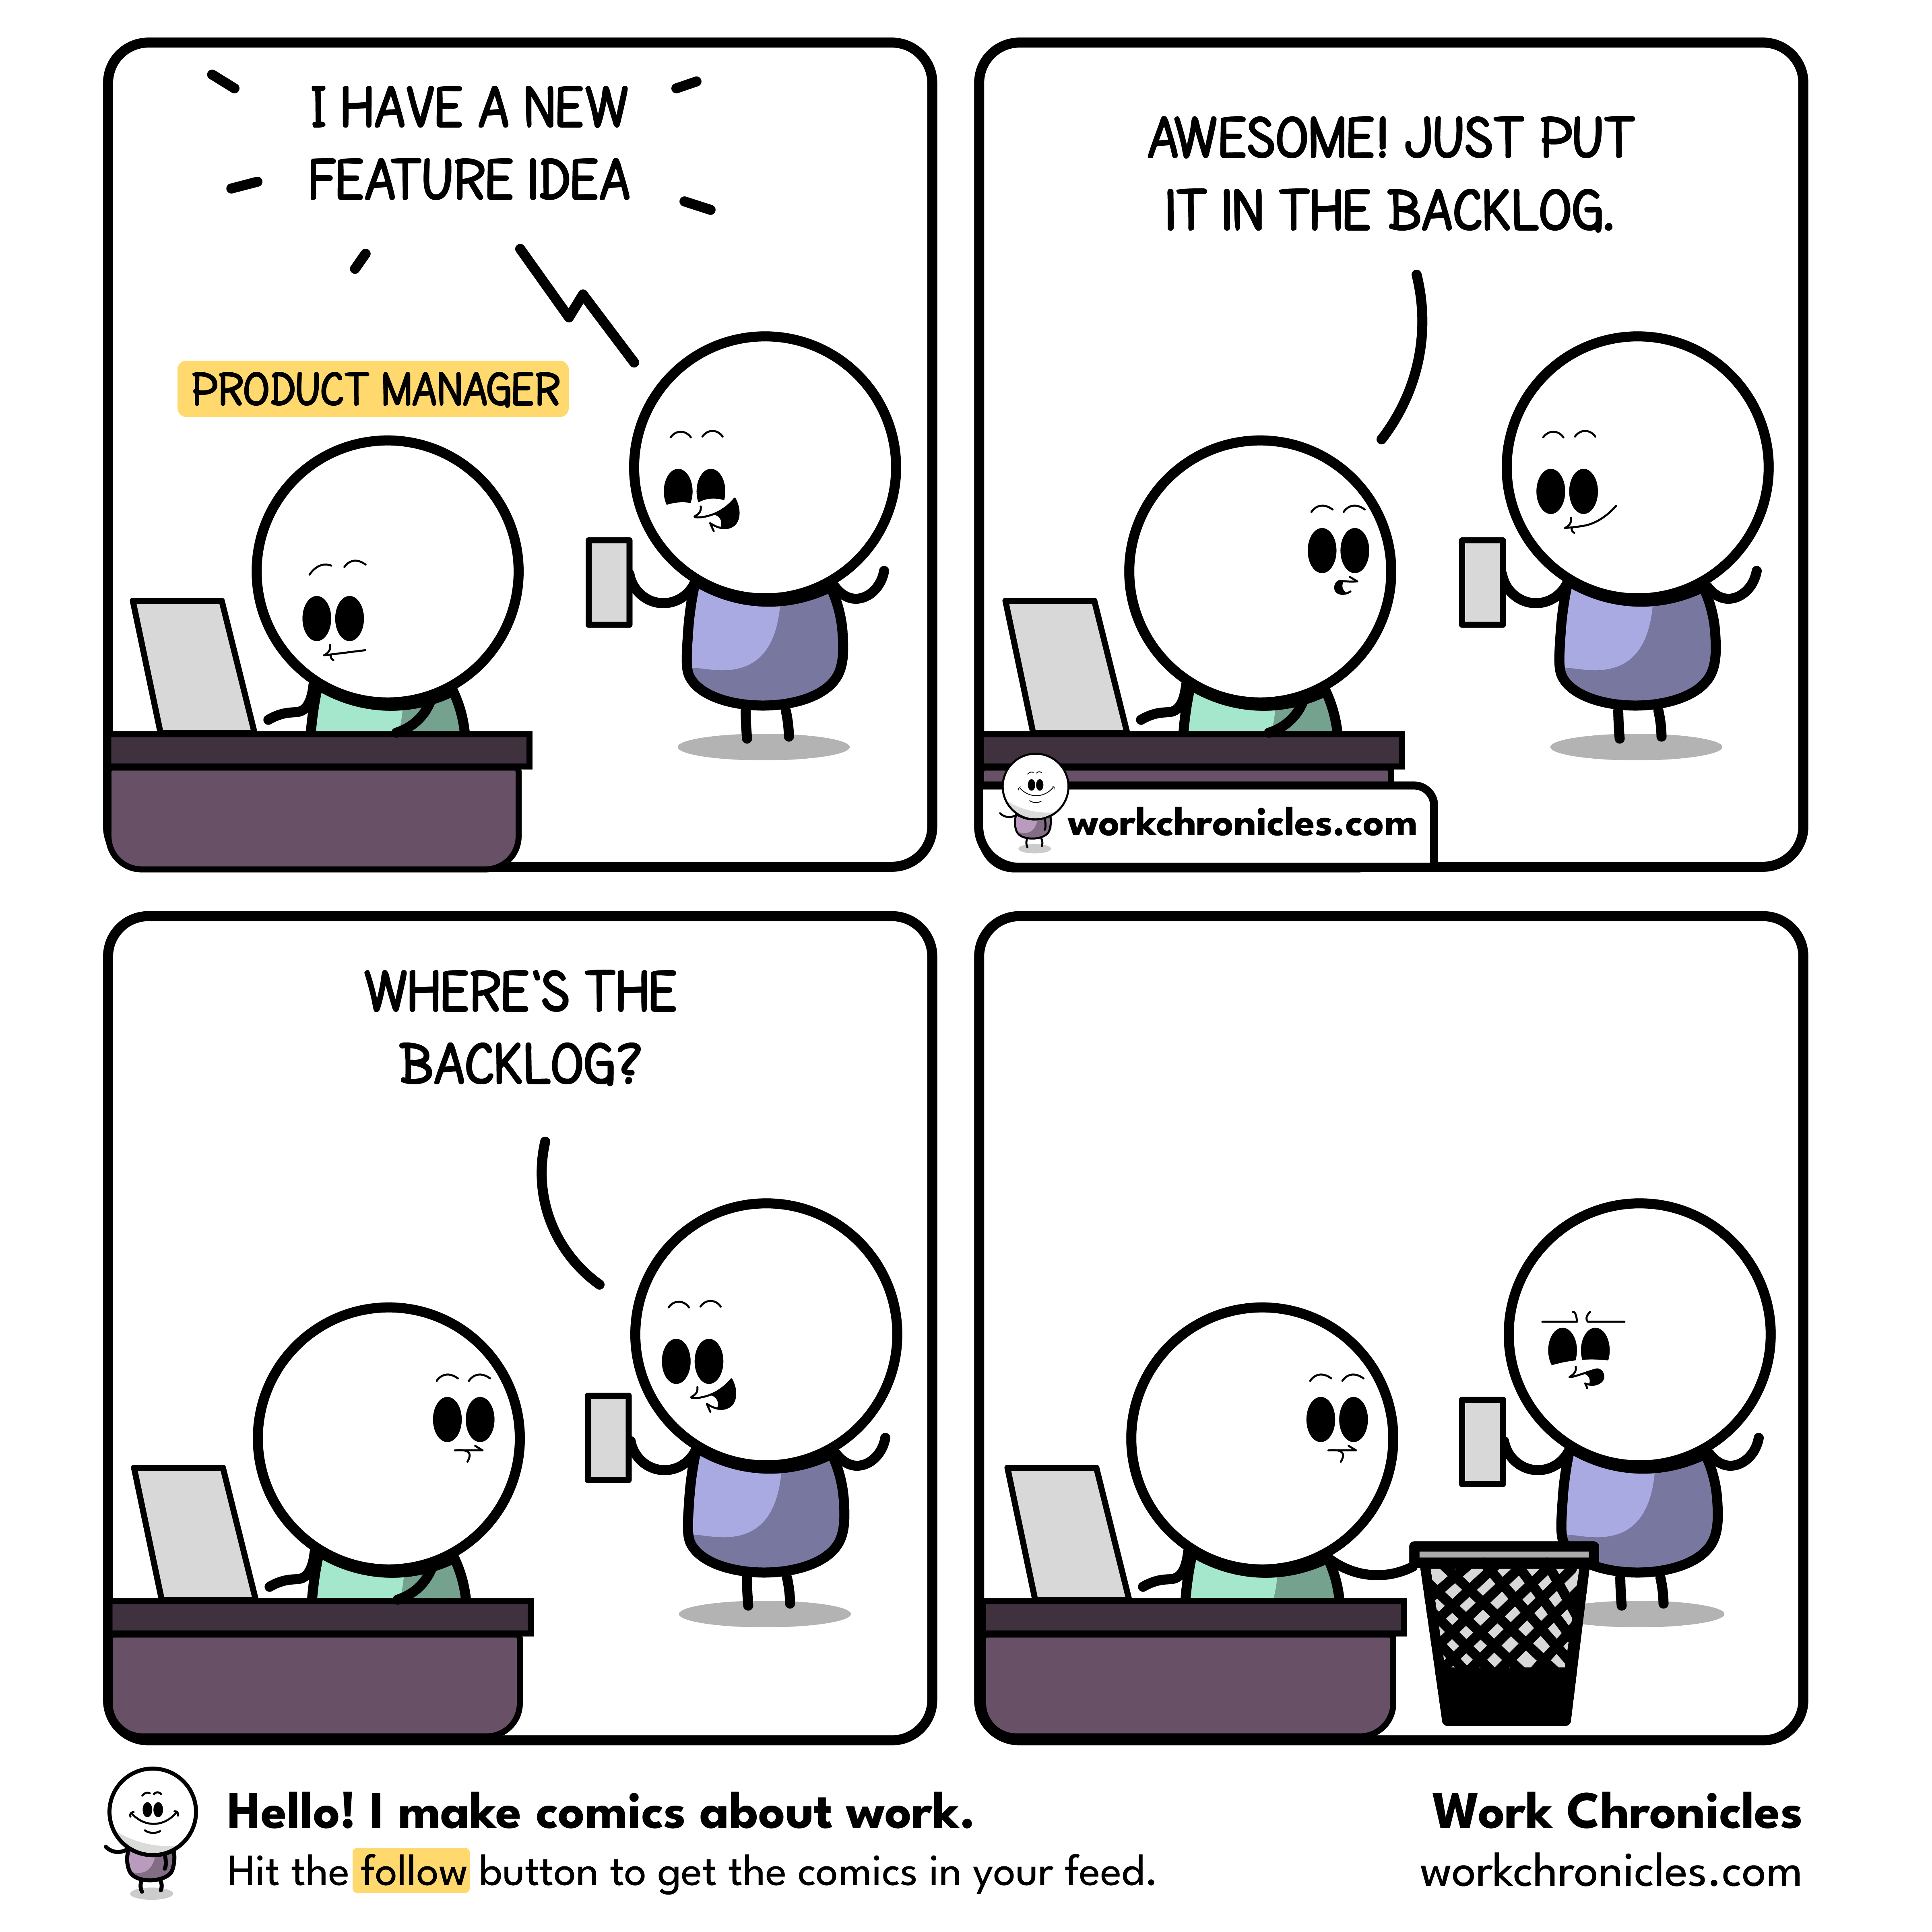 I HAVE A NEW
FEATURE IDEA
PRODUCT MANAGER
AWESOME! JUST PUT
IT IN THE BACKLOG.
workchronicles.com
WHERE'S THE
BACKLOG?
Hello! I make comics about work.
Hit the follow button to get the comics in your feed.
Work Chronicles
workchronicles.com